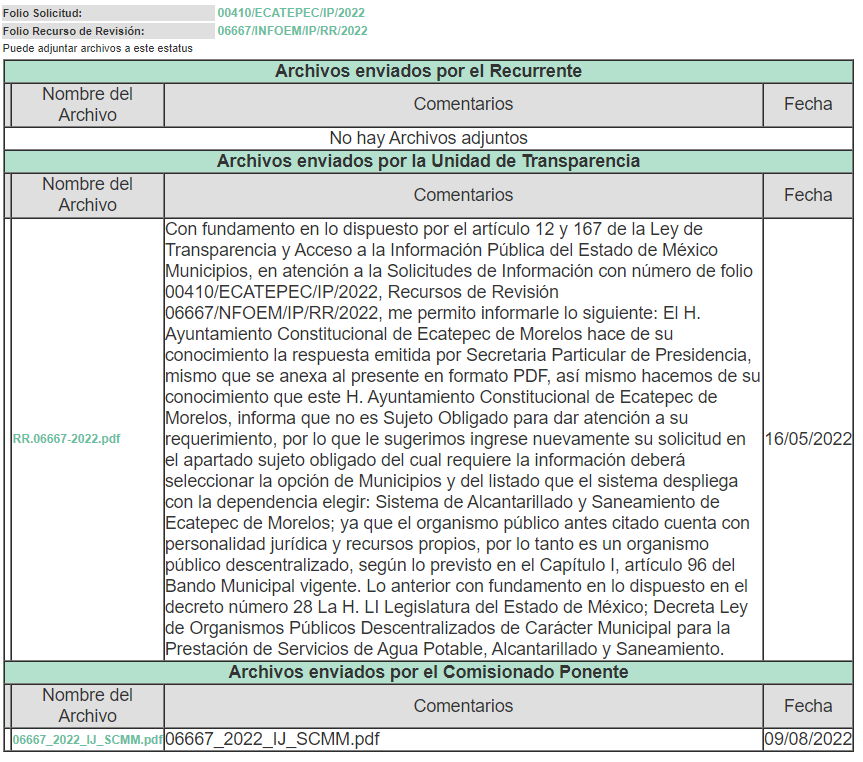 Folio Solicitud: 00410/ECATEPEC/IP/2022
Folio Recurso de Revisión: 06667/INFOEM/IP/RR/2022
Puede adjuntar archivos a este estatus
Archivos enviados por el Recurrente
Nombre del
Archivo
Comentarios
Fecha
No hay Archivos adjuntos
Archivos enviados por la Unidad de Transparencia
Nombre del
Archivo
Comentarios
Fecha
RR.06667-2022.pdf
Con fundamento en lo dispuesto por el artículo 12 y 167 de la Ley de
Transparencia y Acceso a la Información Pública del Estado de México
Municipios, en atención a la Solicitudes de Información con número de folio
00410/ECATEPEC/IP/2022, Recursos de Revisión
06667/NFOEM/IP/RR/2022, me permito informarle lo siguiente: El H.
Ayuntamiento Constitucional de Ecatepec de Morelos hace de su
conocimiento la respuesta emitida por Secretaria Particular de Presidencia,
mismo que se anexa al presente en formato PDF, así mismo hacemos de su
conocimiento que este H. Ayuntamiento Constitucional de Ecatepec de
Morelos, informa que no es Sujeto Obligado para dar atención a su
requerimiento, por lo que le sugerimos ingrese nuevamente su solicitud en
el apartado sujeto obligado del cual requiere la información deberá
seleccionar la opción de Municipios y del listado que el sistema despliega
con la dependencia elegir: Sistema de Alcantarillado y Saneamiento de
Ecatepec de Morelos; ya que el organismo público antes citado cuenta con
personalidad jurídica y recursos propios, por lo tanto es un organismo
público descentralizado, según lo previsto en el Capítulo I, artículo 96 del
Bando Municipal vigente. Lo anterior con fundamento en lo dispuesto en el
decreto número 28 La H. LI Legislatura del Estado de México; Decreta Ley
de Organismos Públicos Descentralizados de Carácter Municipal para la
Prestación de Servicios de Agua Potable, Alcantarillado y Saneamiento.
16/05/2022
Archivos enviados por el Comisionado Ponente
Nombre del
Archivo
Comentarios
Fecha
06667_2022_IJ_SCMM.pdf
06667_2022_IJ_SCMM.pdf
09/08/2022